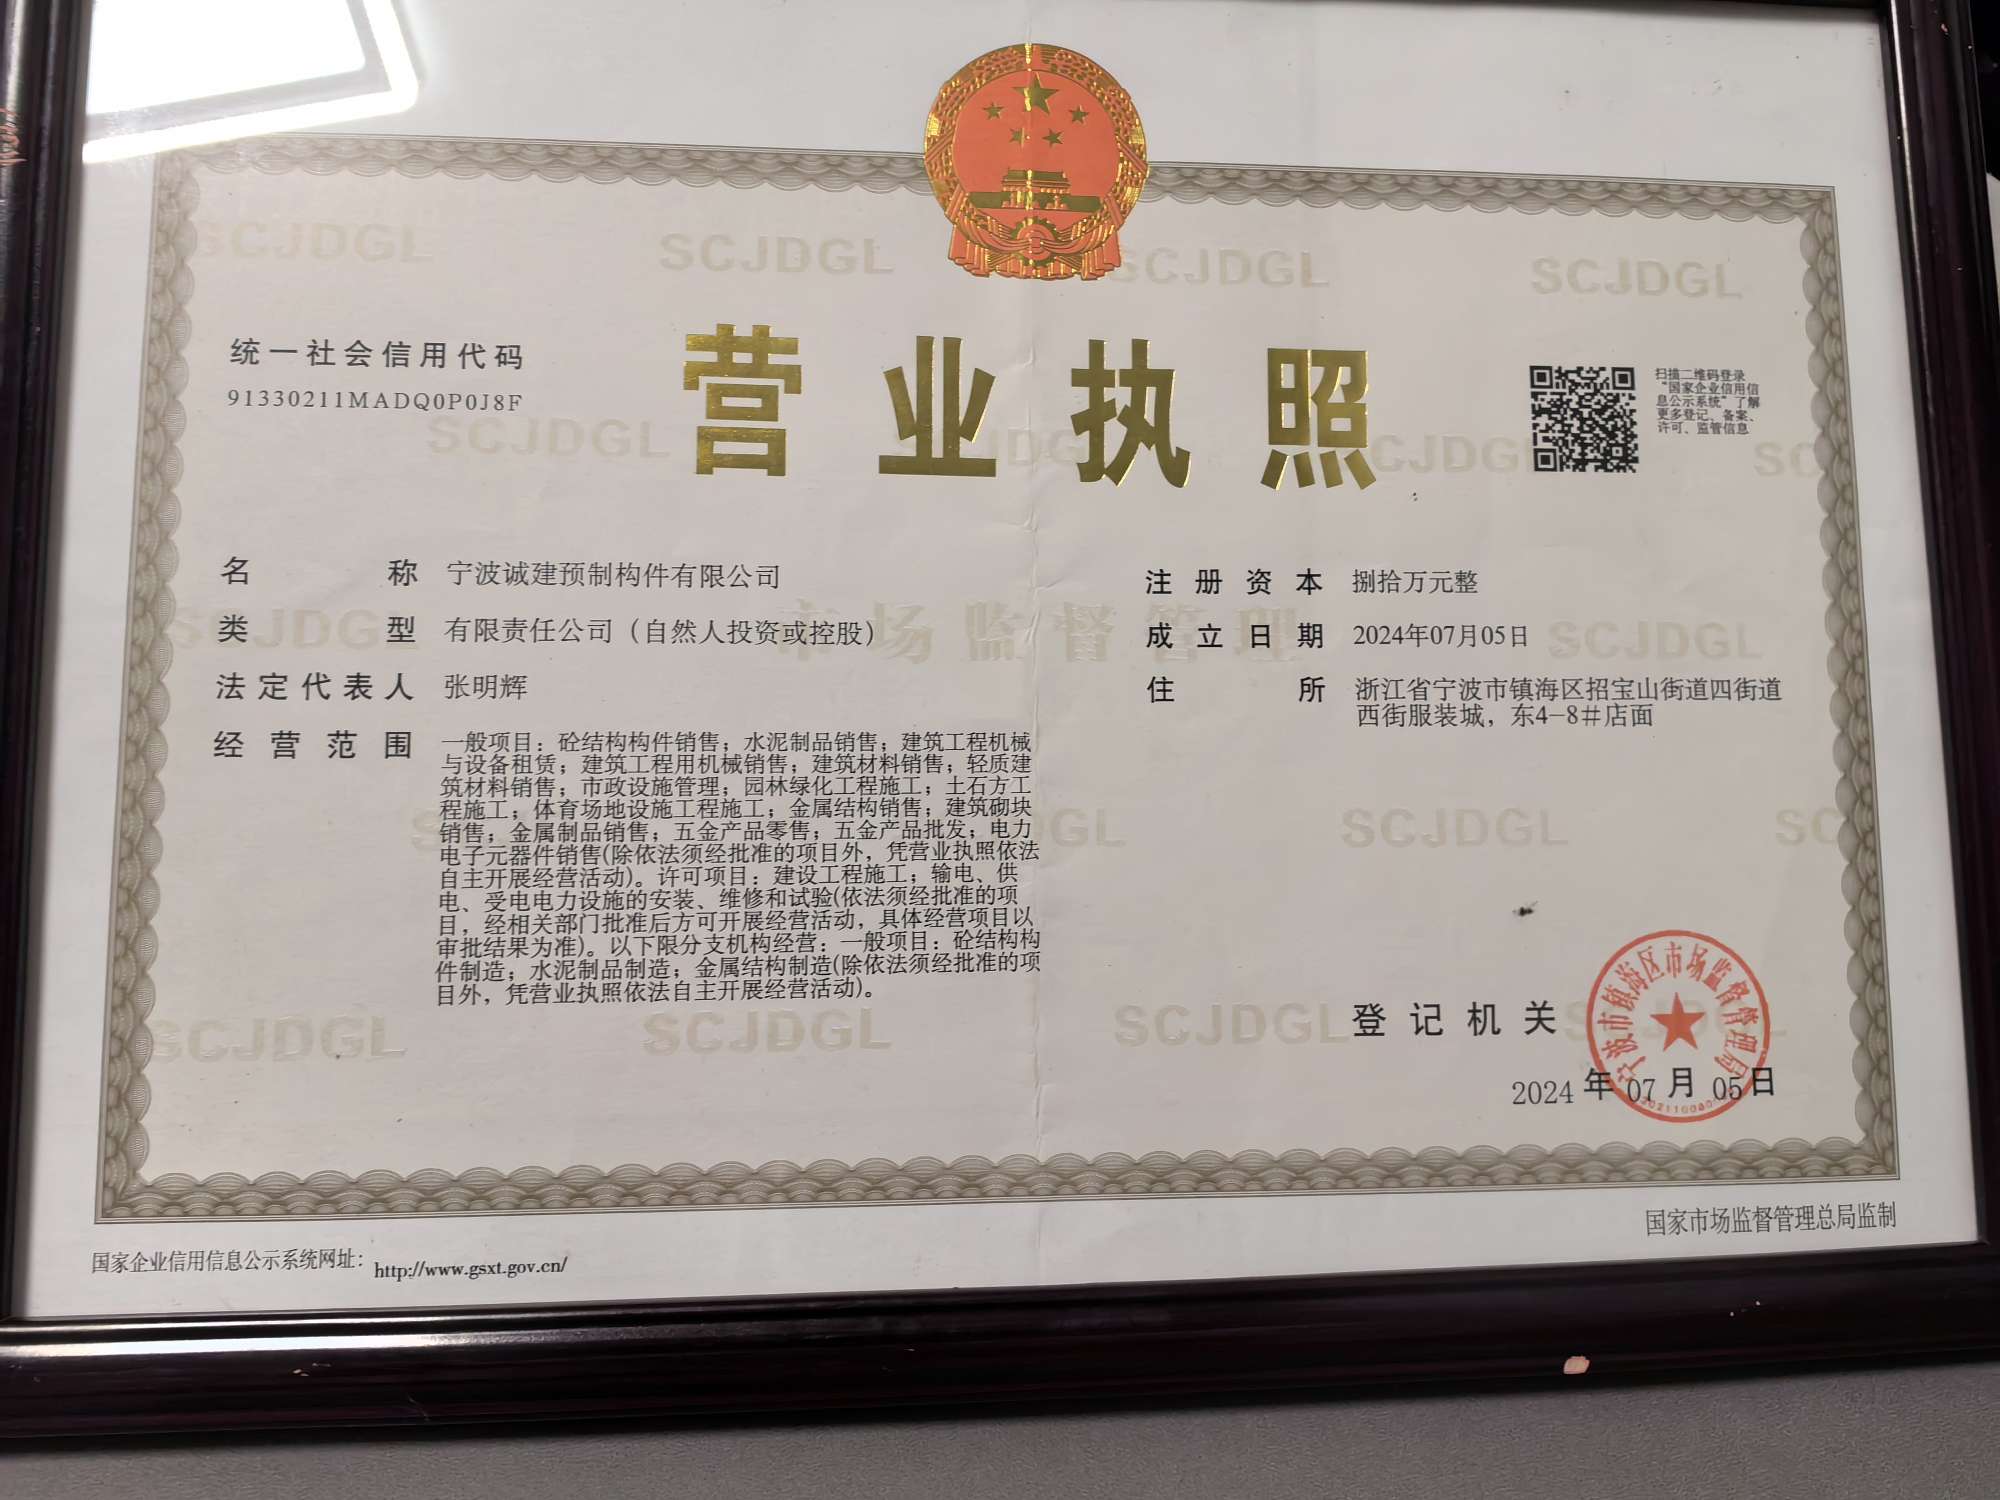 统一社会信用代码
91330211MADQ0P0J8F
营业执照
扫描二维码登录
“国家企业信用信
息公示系统”了解
更多登记、备案、
许可、监管信息
名称 宁波诚建预制构件有限公司
类型 有限责任公司（自然人投资或控股）
法定代表人 张明辉
经营范围 一般项目：砼结构构件销售；水泥制品销售；建筑工程机械
与设备租赁；建筑工程用机械销售；建筑材料销售；轻质建
筑材料销售；市政设施管理；园林绿化工程施工；土石方工
程施工；体育场地设施工程施工；金属结构销售；建筑砌块
销售；金属制品销售；五金产品零售；五金产品批发；电力
电子元器件销售(除依法须经批准的项目外，凭营业执照依法
自主开展经营活动)。许可项目：建设工程施工；输电、供
电、受电电力设施的安装、维修和试验(依法须经批准的项
目，经相关部门批准后方可开展经营活动，具体经营项目以
审批结果为准)。以下限分支机构经营：一般项目：砼结构构
件制造；水泥制品制造；金属结构制造(除依法须经批准的项
目外，凭营业执照依法自主开展经营活动)。
注册资本 捌拾万元整
成立日期 2024年07月05日
住所 浙江省宁波市镇海区招宝山街道四街道
西街服装城，东4-8＃店面
登记机关
宁波市镇海区市场监督管理局
2024年07月05日
国家企业信用信息公示系统网址：http://www.gsxt.gov.cn/
国家市场监督管理总局监制
SCJDGL
市场监督管理